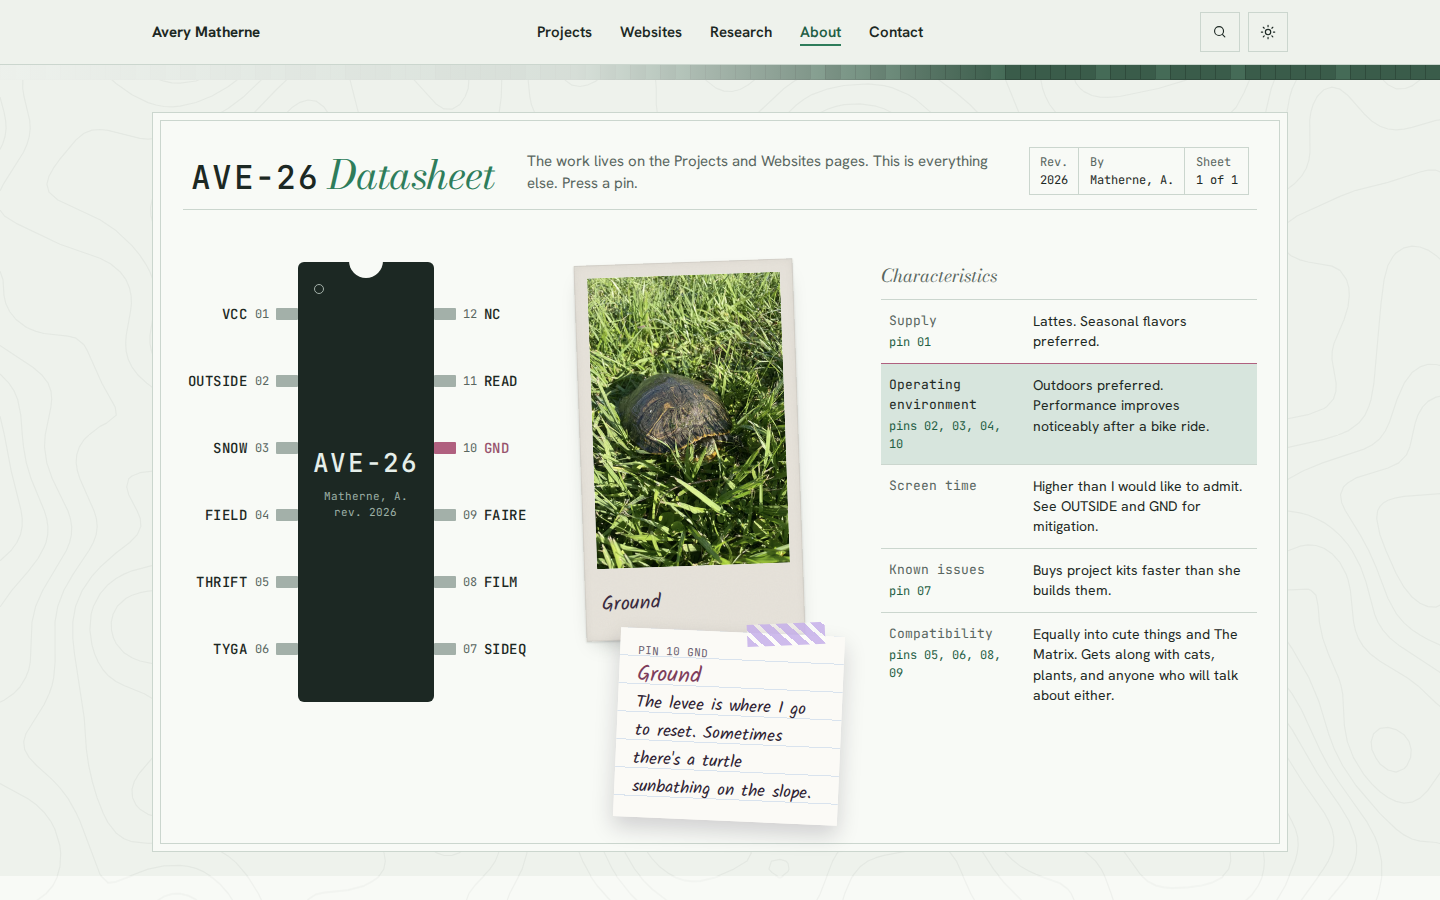 Avery Matherne
Projects
Websites
Research
About
Contact
AVE-26 Datasheet
The work lives on the Projects and Websites pages. This is everything
else. Press a pin.
Rev.
2026
By
Matherne, A.
Sheet
1 of 1
VCC 01
OUTSIDE 02
SNOW 03
FIELD 04
THRIFT 05
TYGA 06
AVE-26
Matherne, A.
rev. 2026
12 NC
11 READ
10 GND
09 FAIRE
08 FILM
07 SIDEQ
Ground
PIN 10 GND
Ground
The levee is where I go
to reset. Sometimes
there's a turtle
sunbathing on the slope.
Characteristics
Supply
pin 01
Lattes. Seasonal flavors
preferred.
Operating
environment
pins 02, 03, 04,
10
Outdoors preferred.
Performance improves
noticeably after a bike ride.
Screen time
Higher than I would like to admit.
See OUTSIDE and GND for
mitigation.
Known issues
pin 07
Buys project kits faster than she
builds them.
Compatibility
pins 05, 06, 08,
09
Equally into cute things and The
Matrix. Gets along with cats,
plants, and anyone who will talk
about either.